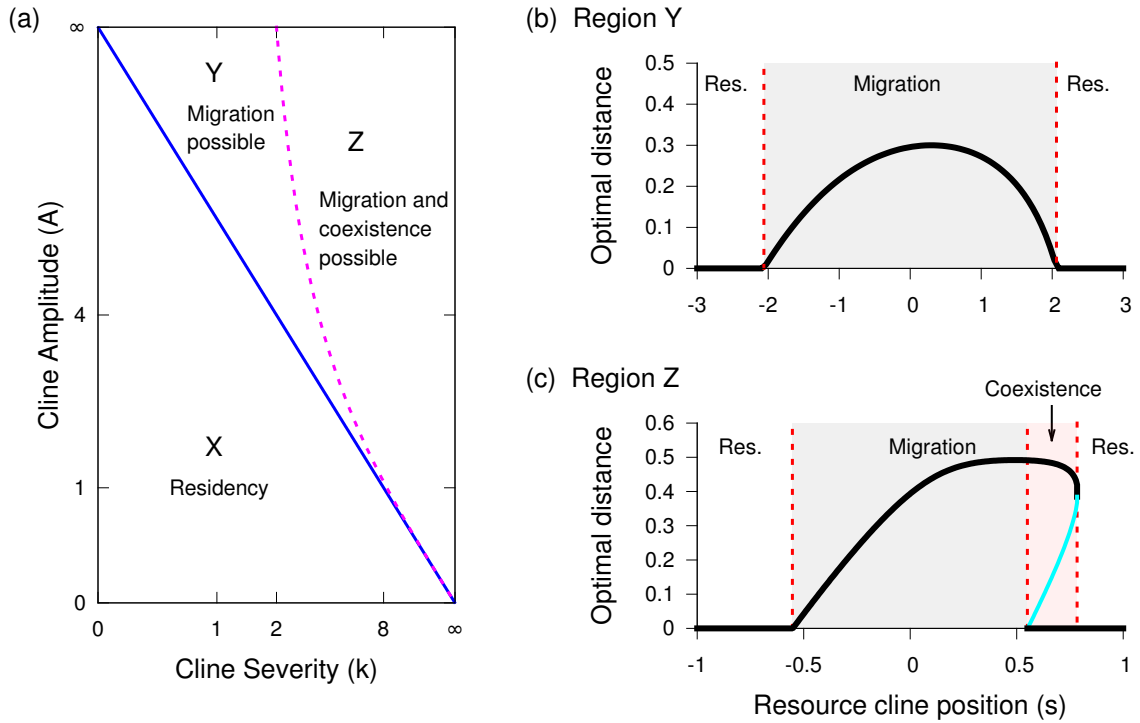 (a)
∞
4
1
0
0
1
2
8
∞
Cline Amplitude (A)
Cline Severity (k)
Y
Migration
possible
Z
Migration and
coexistence
possible
X
Residency
(b) Region Y
0.5
0.4
0.3
0.2
0.1
0
-3
-2
-1
0
1
2
3
Optimal distance
Res.
Migration
Res.
(c) Region Z
Coexistence
0.6
0.5
0.4
0.3
0.2
0.1
0
-1
-0.5
0
0.5
1
Optimal distance
Res.
Migration
Res.
Resource cline position (s)